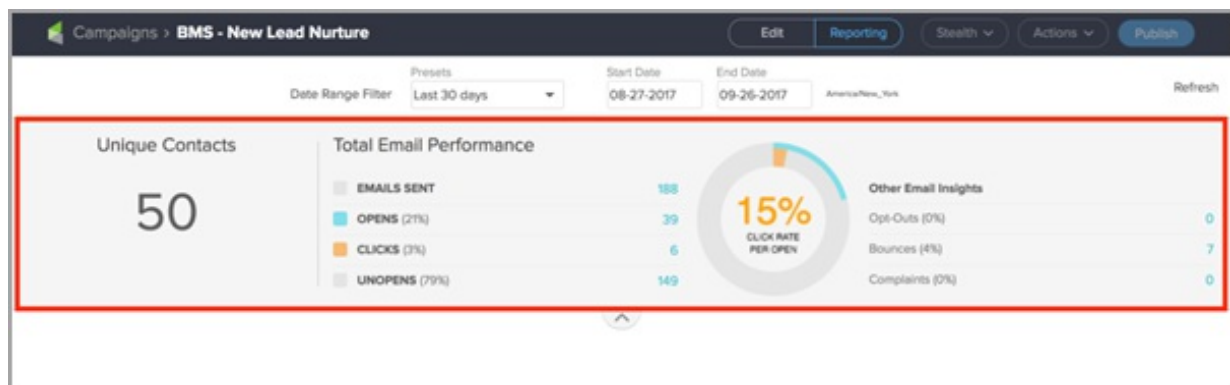 Campaigns > BMS - New Lead Nurture
Edit
Reporting
Stealth
Actions
Publish
Date Range Filter
Presets
Last 30 days
Start Date
08-27-2017
End Date
09-26-2017
America/New_York
Refresh
Unique Contacts
50
Total Email Performance
EMAILS SENT 188
OPENS (21%) 39
CLICKS (3%) 6
UNOPENS (79%) 149
15%
CLICK RATE
PER OPEN
Other Email Insights
Opt-Outs (0%) 0
Bounces (4%) 7
Complaints (0%) 0